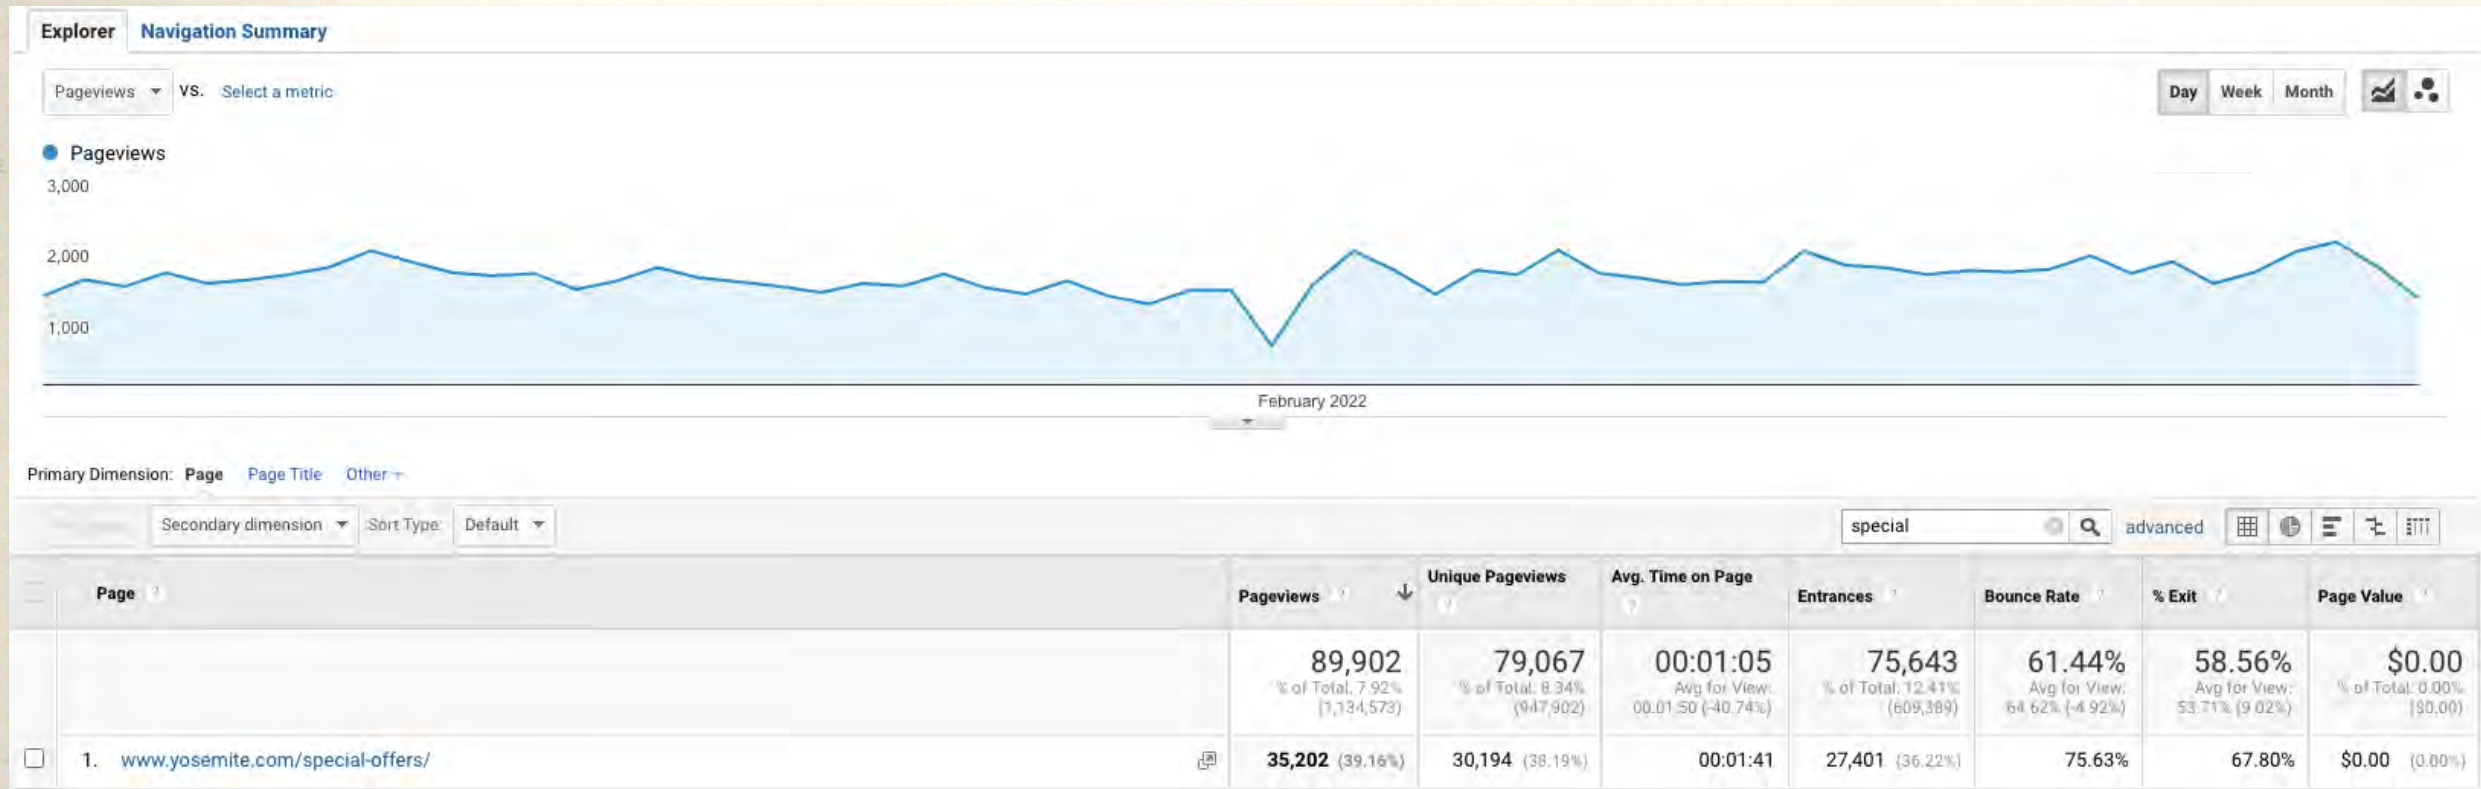 Explorer Navigation Summary
Pageviews VS. Select a metric Day Week Month
Pageviews
3,000
2,000
1,000
February 2022
Primary Dimension: Page Page Title Other
Secondary dimension Sort Type: Default special advanced
Page Pageviews Unique Pageviews Avg. Time on Page Entrances Bounce Rate % Exit Page Value
89,902 79,067 00:01:05 75,643 61.44% 58.56% $0.00
% of Total: 7.92% % of Total: 8.34% Avg for View: % of Total: 12.41% Avg for View: Avg for View: % of Total: 0.00%
(1,134,573) (947,902) 00:01:50 (-40.74%) (609,389) 64.62% (-4.92%) 53.71% (9.02%) ($0.00)
1. www.yosemite.com/special-offers/ 35,202 (39.16%) 30,194 (38.19%) 00:01:41 27,401 (36.22%) 75.63% 67.80% $0.00 (0.00%)